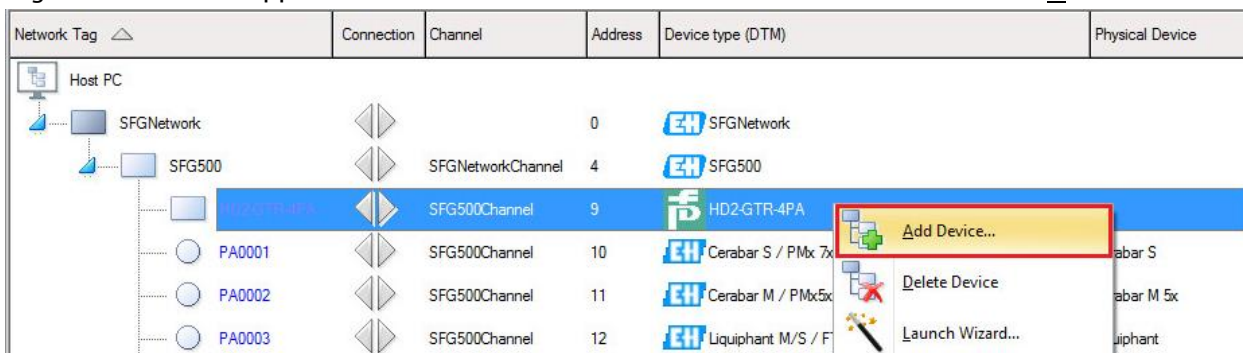 Network Tag Connection Channel Address Device type (DTM) Physical Device
Host PC
SFGNetwork 0 SFGNetwork
SFG500 SFGNetworkChannel 4 SFG500
HD2-GTR-4PA SFG500Channel 9 HD2-GTR-4PA
Add Device...
PA0001 SFG500Channel 10 Cerabar S / PMx 7x abar S
Delete Device
PA0002 SFG500Channel 11 Cerabar M / PMx5x abar M 5x
Launch Wizard...
PA0003 SFG500Channel 12 Liquiphant M/S / F uiphant